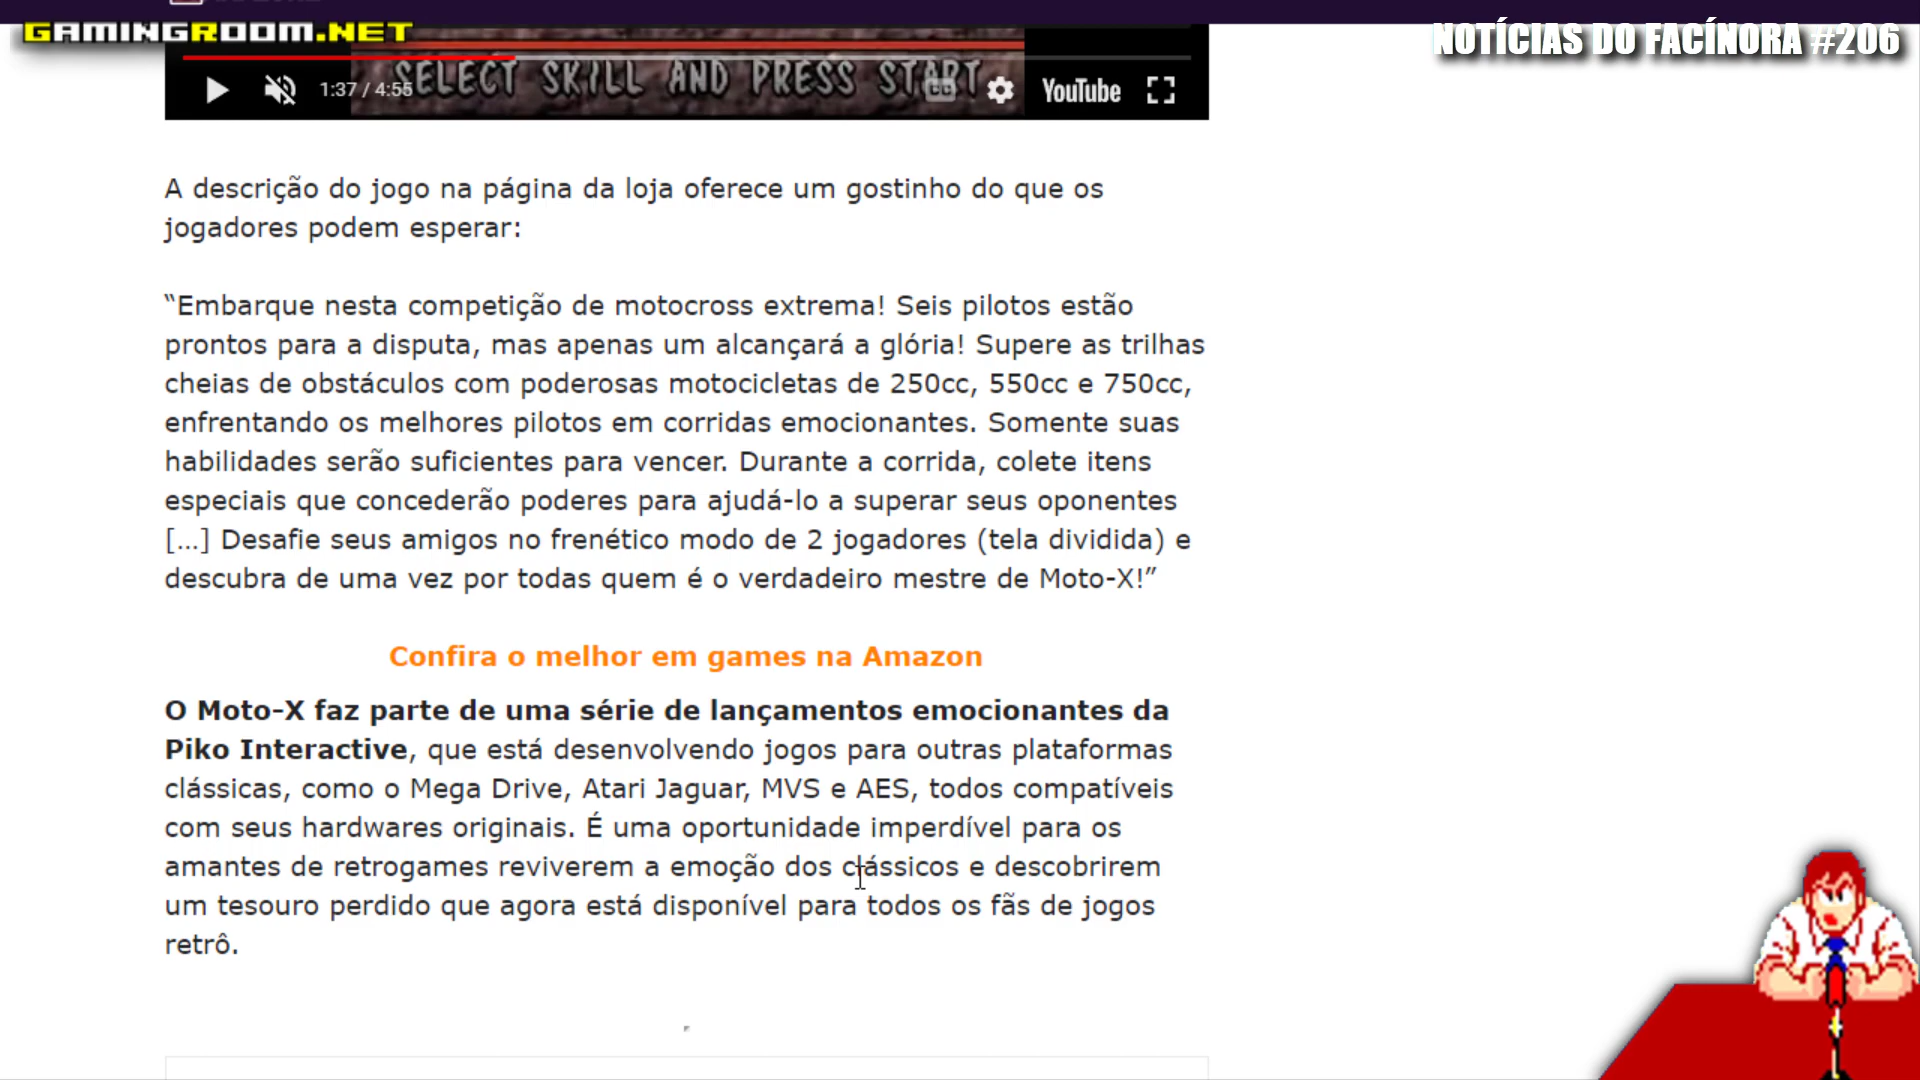 GAMINGROOM.NET
NOTÍCIAS DO FACÍNORA #206
SELECT SKILL AND PRESS START
1:37 / 4:55
CC
YouTube
A descrição do jogo na página da loja oferece um gostinho do que os
jogadores podem esperar:
“Embarque nesta competição de motocross extrema! Seis pilotos estão
prontos para a disputa, mas apenas um alcançará a glória! Supere as trilhas
cheias de obstáculos com poderosas motocicletas de 250cc, 550cc e 750cc,
enfrentando os melhores pilotos em corridas emocionantes. Somente suas
habilidades serão suficientes para vencer. Durante a corrida, colete itens
especiais que concederão poderes para ajudá-lo a superar seus oponentes
[…] Desafie seus amigos no frenético modo de 2 jogadores (tela dividida) e
descubra de uma vez por todas quem é o verdadeiro mestre de Moto-X!”
Confira o melhor em games na Amazon
O Moto-X faz parte de uma série de lançamentos emocionantes da
Piko Interactive, que está desenvolvendo jogos para outras plataformas
clássicas, como o Mega Drive, Atari Jaguar, MVS e AES, todos compatíveis
com seus hardwares originais. É uma oportunidade imperdível para os
amantes de retrogames reviverem a emoção dos clássicos e descobrirem
um tesouro perdido que agora está disponível para todos os fãs de jogos
retrô.